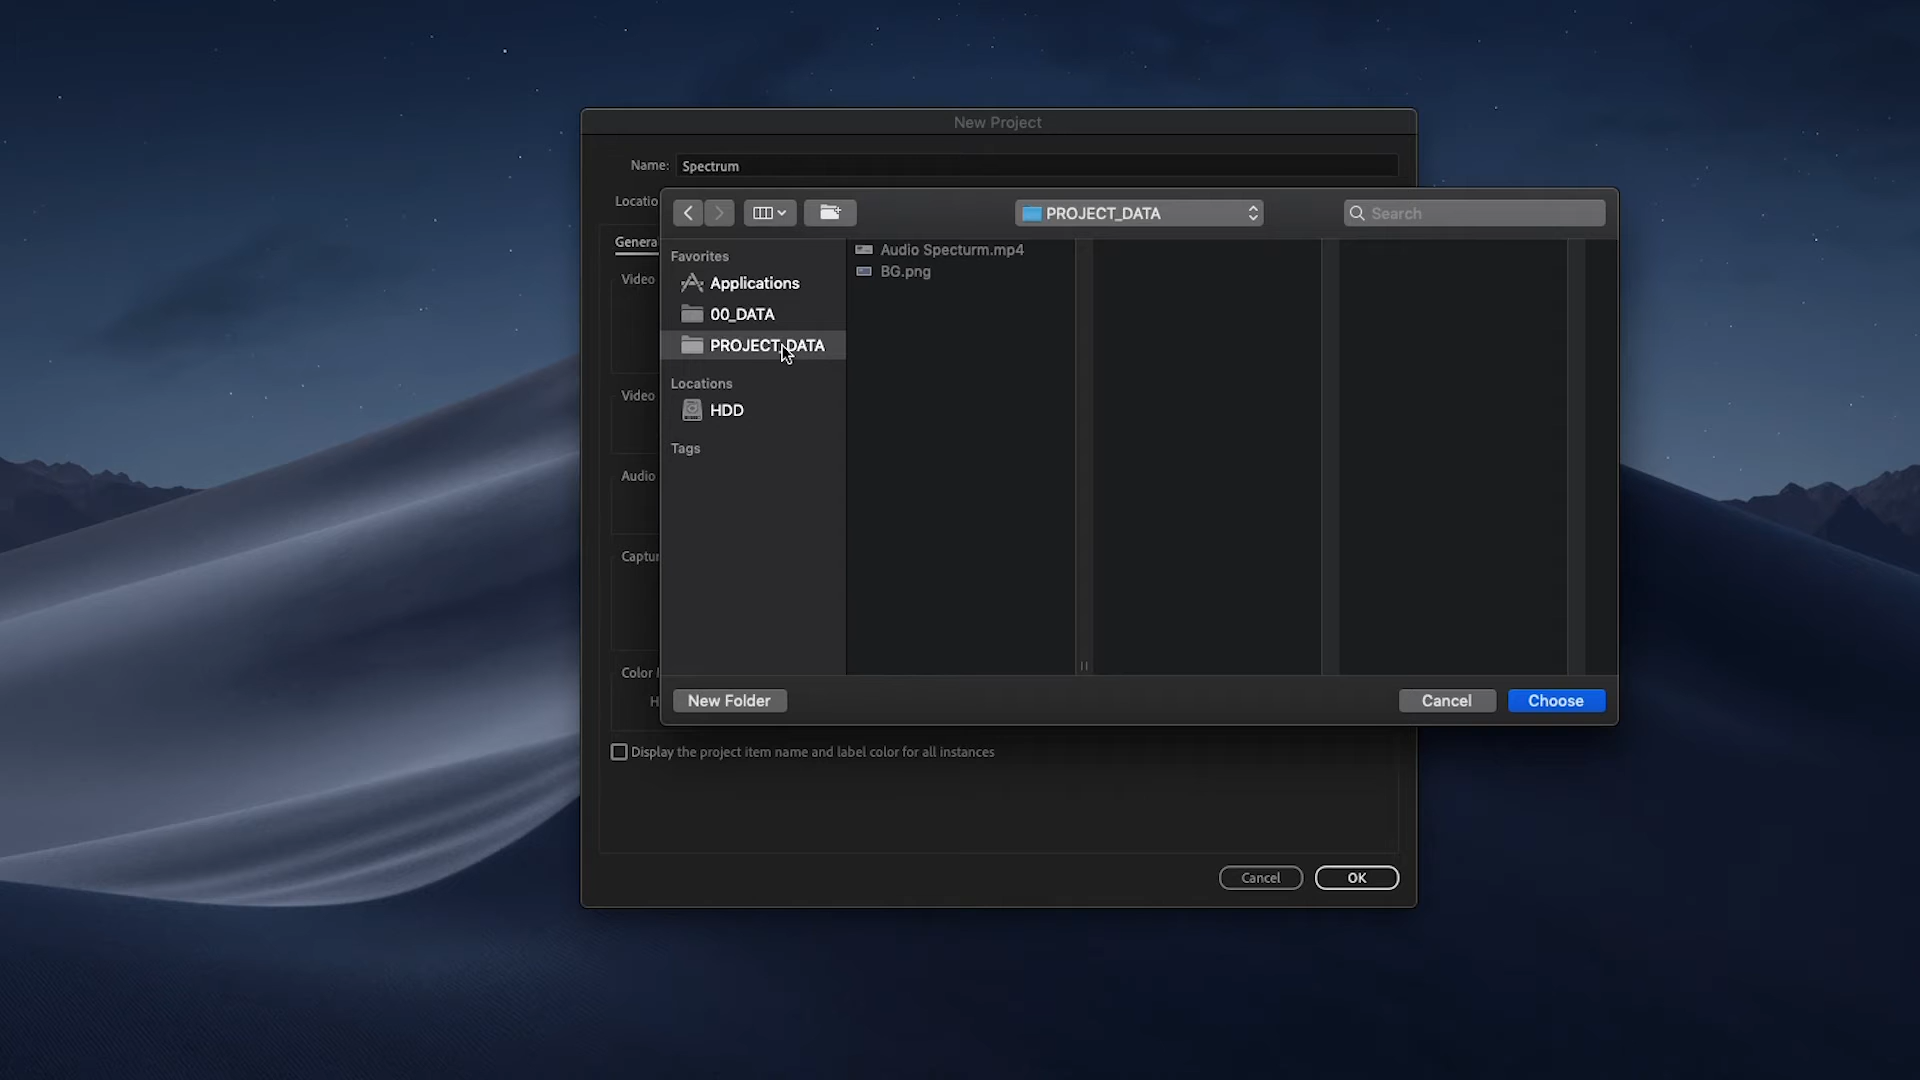 New Project
Name: Spectrum
Locatio
PROJECT_DATA
Search
Genera
Favorites
Applications
00_DATA
PROJECT_DATA
Locations
HDD
Tags
Audio Specturm.mp4
BG.png
Video
Video
Audio
Captur
Color
H
New Folder
Cancel
Choose
Display the project item name and label color for all instances
Cancel
OK